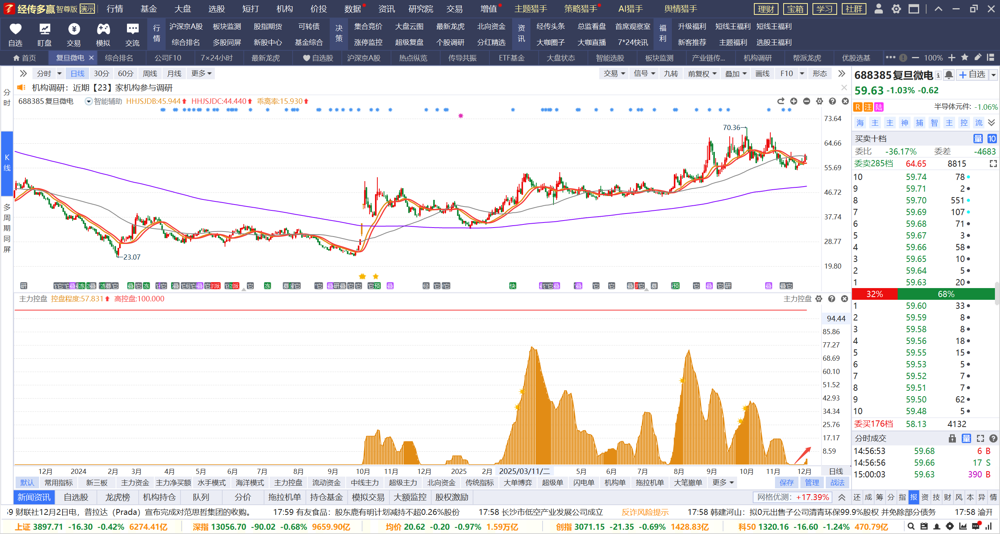 经传多赢 智尊版 演示 行情 基金 大盘 选股 短打 机构 价投 数据 资讯 研究院 交易 增值 主题猎手 策略猎手 AI猎手 舆情猎手 理财 宝箱 学习 社群
自选 盯盘 交易 模拟 交流
行情 沪深京A股 板块监测 股指期货 可转债
综合排名 多股同屏 新股中心 基金综合
决策 集合竞价 大盘云图 最新龙虎 北向资金
涨停监控 超级复盘 个股调研 分红精选
资讯 经传头条 总监看盘 首席观察室
大咖圈子 大咖直播 7*24快讯
福利 升级福利 短线王福利 短线王福利
新客推荐 主题福利 选股王福利
首页 复旦微电 综合排名 公司F10 7×24小时 最新龙虎 自选股 沪深京A股 热点纵览 传导共振 ETF基金 大盘状态 智能选股 板块监测 产业链传... 机构调研 帮派龙虎 优股选基 100%
分时
K线
多周期同屏
分时 日线 30分 60分 周线 月线 更多 交易 信号 九转 前复权 叠加 画线 F10 形态
机构调研：近期【23】家机构参与调研
688385 复旦微电 智能辅助 HHJSJDB:45.944 HHJSJDC:44.440 乖离率:15.930
73.64
70.36
64.66
55.69
46.72
37.74
28.77
23.07
19.80
主力控盘 控盘程度:57.831 高控盘:100.000 主力控盘
94.44
85.86
77.27
68.69
60.10
51.52
42.93
34.34
25.76
17.17
8.59
12月 2024 2月 3月 4月 5月 6月 7月 8月 9月 10月 11月 12月 2025 2月 2025/03/11/二 5月 6月 7月 8月 9月 10月 11月 12月 日线
默认 常用指标 新三板 主力资金 主力净买额 水手模式 海洋模式 主力控盘 流动资金 中线主力 超级主力 北向资金 传统指标 大单博弈 超级单 闪电单 机构单 拖拉机单 大笔撤单 更多 保存 管理 战法
新闻资讯 自选股 龙虎榜 机构持仓 队列 分价 拖拉机单 持仓基金 模拟交易 大额监控 股权激励 网格优测：+17.39%
688385 复旦微电 自选
59.63 -1.03% -0.62
R 注 陆 半导体元件: -1.06%
海 主 主 神 捕 智 主 控 流
买卖十档 量 10
委比 -36.17% 委差 -4683
委卖285档 64.65 8815
10 59.74 78
9 59.71 2
8 59.70 551
7 59.69 107
6 59.68 71
5 59.67 3
4 59.66 58
3 59.65 10
2 59.64 5
1 59.63 20
32% 68%
1 59.60 33
2 59.59 8
3 59.58 8
4 59.56 18
5 59.55 15
6 59.53 5
7 59.52 7
8 59.51 7
9 59.50 62
10 59.48 5
委买176档 58.13 4132
分时成交 量
14:56:53 59.68 6 B
14:56:56 59.66 17 S
15:00:03 59.63 390 B
还 成 筹 分 指 报 资 技 财 风 本 异 情
财联社12月2日电，普拉达（Prada）宣布完成对范思哲集团的收购。 17:59 有友食品：股东鹿有明计划减持不超0.26%股份 17:58 长沙市低空产业发展公司成立 反诈风险提示 17:58 韩建河山：拟0元出售子公司清青环保99.9%股权 并免除部分债务 17:58 渝开
上证 3897.71 -16.30 -0.42% 6274.41亿 深指 13056.70 -90.02 -0.68% 9659.90亿 均价 20.62 -0.20 -0.97% 1.59万亿 创指 3071.15 -21.35 -0.69% 1428.83亿 科50 1320.16 -16.60 -1.24% 470.79亿